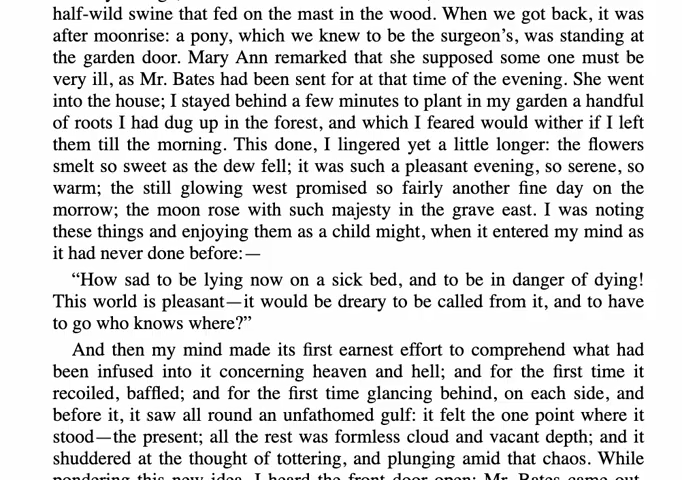 half-wild swine that fed on the mast in the wood. When we got back, it was
after moonrise: a pony, which we knew to be the surgeon’s, was standing at
the garden door. Mary Ann remarked that she supposed some one must be
very ill, as Mr. Bates had been sent for at that time of the evening. She went
into the house; I stayed behind a few minutes to plant in my garden a handful
of roots I had dug up in the forest, and which I feared would wither if I left
them till the morning. This done, I lingered yet a little longer: the flowers
smelt so sweet as the dew fell; it was such a pleasant evening, so serene, so
warm; the still glowing west promised so fairly another fine day on the
morrow; the moon rose with such majesty in the grave east. I was noting
these things and enjoying them as a child might, when it entered my mind as
it had never done before:—
“How sad to be lying now on a sick bed, and to be in danger of dying!
This world is pleasant—it would be dreary to be called from it, and to have
to go who knows where?”
And then my mind made its first earnest effort to comprehend what had
been infused into it concerning heaven and hell; and for the first time it
recoiled, baffled; and for the first time glancing behind, on each side, and
before it, it saw all round an unfathomed gulf: it felt the one point where it
stood—the present; all the rest was formless cloud and vacant depth; and it
shuddered at the thought of tottering, and plunging amid that chaos. While
pondering this new idea, I heard the front door open; Mr. Bates came out,